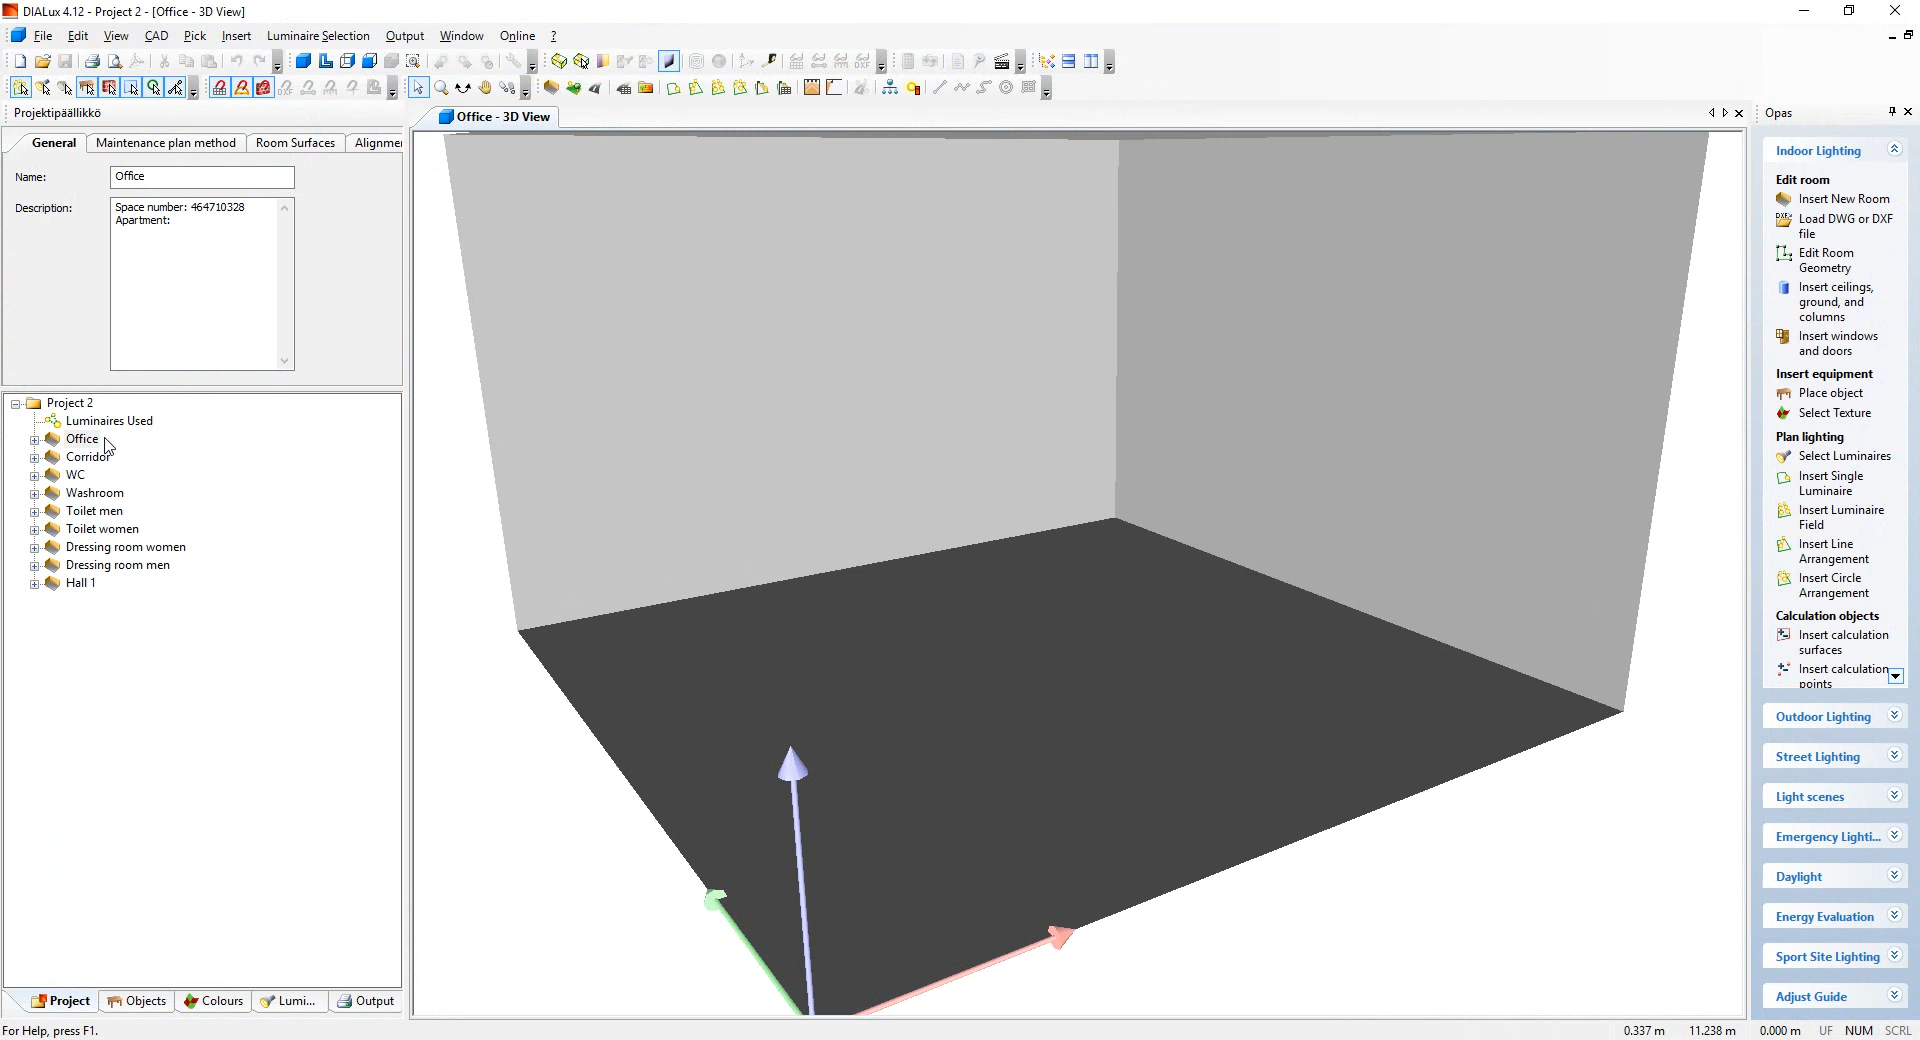 DIALux 4.12 - Project 2 - [Office - 3D View]
File Edit View CAD Pick Insert Luminaire Selection Output Window Online ?
Projektipäällikkö
General Maintenance plan method Room Surfaces Alignmer
Name: Office
Description: Space number: 464710328
Apartment:
Project 2
Luminaires Used
Office
Corridor
WC
Washroom
Toilet men
Toilet women
Dressing room women
Dressing room men
Hall 1
Project Objects Colours Lumi... Output
Office - 3D View
Opas
Indoor Lighting
Edit room
Insert New Room
Load DWG or DXF
file
Edit Room
Geometry
Insert ceilings,
ground, and
columns
Insert windows
and doors
Insert equipment
Place object
Select Texture
Plan lighting
Select Luminaires
Insert Single
Luminaire
Insert Luminaire
Field
Insert Line
Arrangement
Insert Circle
Arrangement
Calculation objects
Insert calculation
surfaces
Insert calculation
points
Outdoor Lighting
Street Lighting
Light scenes
Emergency Lighti...
Daylight
Energy Evaluation
Sport Site Lighting
Adjust Guide
For Help, press F1.
0.337 m 11.238 m 0.000 m UF NUM SCRL